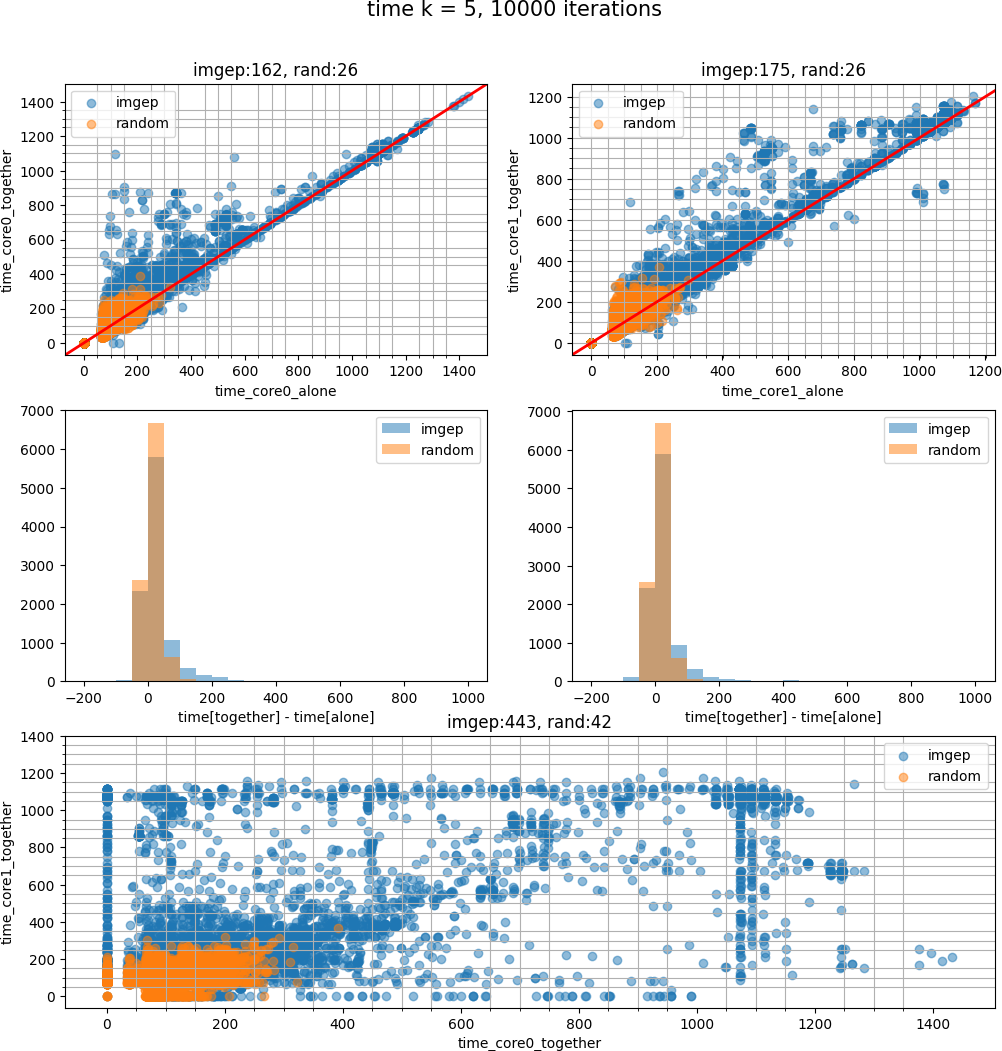 time k = 5, 10000 iterations
imgep:162, rand:26
imgep:175, rand:26
1400
1200
1000
800
600
400
200
0
time_core0_together
imgep
random
0 200 400 600 800 1000 1200 1400
time_core0_alone
1200
1000
800
600
400
200
0
time_core1_together
imgep
random
0 200 400 600 800 1000 1200
time_core1_alone
7000
6000
5000
4000
3000
2000
1000
0
imgep
random
−200 0 200 400 600 800 1000
time[together] - time[alone]
7000
6000
5000
4000
3000
2000
1000
0
imgep
random
−200 0 200 400 600 800 1000
time[together] - time[alone]
imgep:443, rand:42
1400
1200
1000
800
600
400
200
0
time_core1_together
imgep
random
0 200 400 600 800 1000 1200 1400
time_core0_together